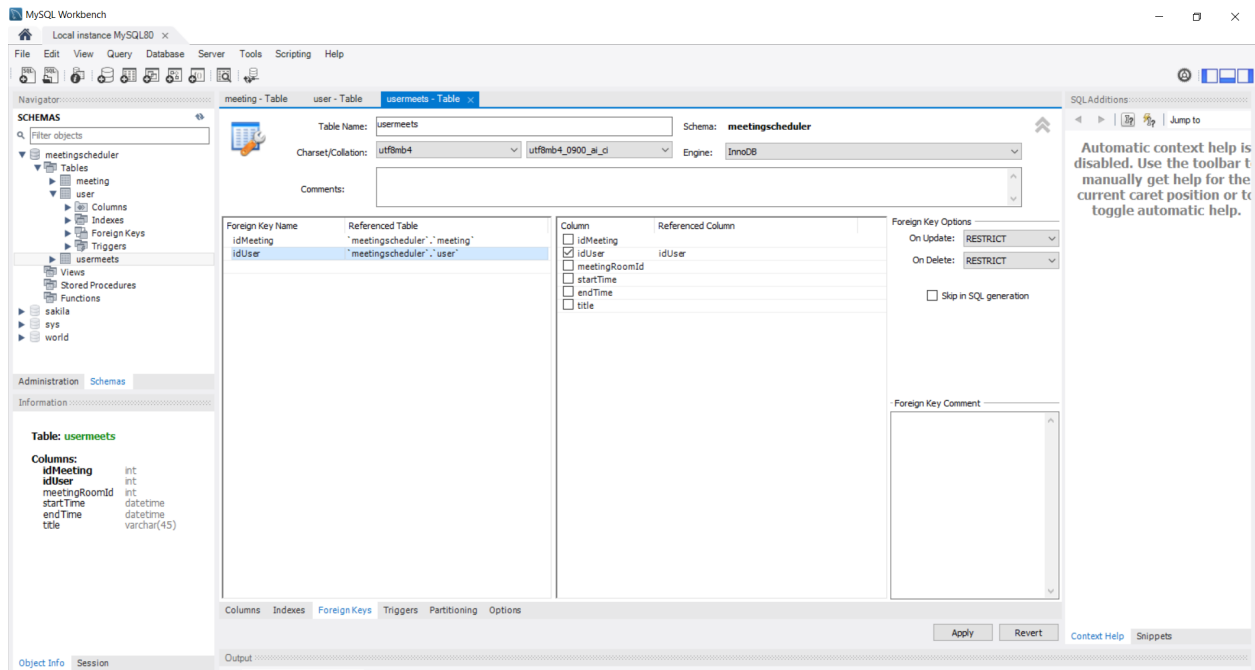 MySQL Workbench
Local instance MySQL80
File Edit View Query Database Server Tools Scripting Help
Navigator
SCHEMAS
Filter objects
meetingscheduler
Tables
meeting
user
Columns
Indexes
Foreign Keys
Triggers
usermeets
Views
Stored Procedures
Functions
sakila
sys
world
Administration Schemas
Information
Table: usermeets
Columns:
idMeeting int
idUser int
meetingRoomId int
startTime datetime
endTime datetime
title varchar(45)
Object Info Session
meeting - Table user - Table usermeets - Table
Table Name: usermeets Schema: meetingscheduler
Charset/Collation: utf8mb4 utf8mb4_0900_ai_ci Engine: InnoDB
Comments:
Foreign Key Name Referenced Table
idMeeting `meetingscheduler`.`meeting`
idUser `meetingscheduler`.`user`
Column Referenced Column
idMeeting
idUser idUser
meetingRoomId
startTime
endTime
title
Foreign Key Options
On Update: RESTRICT
On Delete: RESTRICT
Skip in SQL generation
Foreign Key Comment
Columns Indexes Foreign Keys Triggers Partitioning Options
Apply Revert
Output
SQLAdditions
Jump to
Automatic context help is
disabled. Use the toolbar t
manually get help for the
current caret position or to
toggle automatic help.
Context Help Snippets